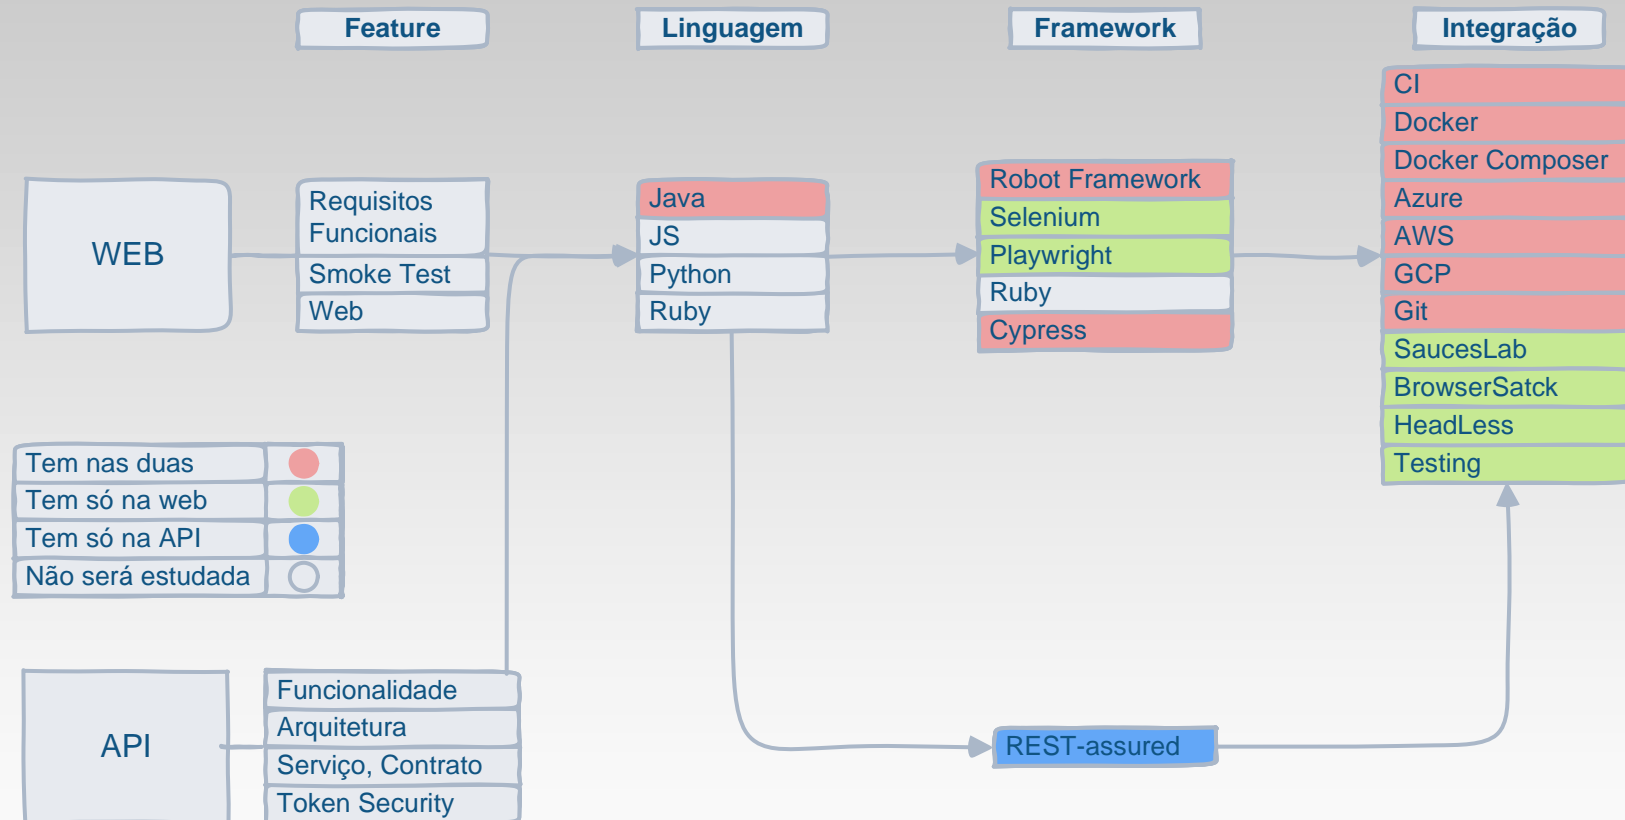 Feature
Linguagem
Framework
Integração
WEB
Requisitos
Funcionais
Smoke Test
Web
Java
JS
Python
Ruby
Robot Framework
Selenium
Playwright
Ruby
Cypress
CI
Docker
Docker Composer
Azure
AWS
GCP
Git
SaucesLab
BrowserSatck
HeadLess
Testing
Tem nas duas
Tem só na web
Tem só na API
Não será estudada
API
Funcionalidade
Arquitetura
Serviço, Contrato
Token Security
REST-assured